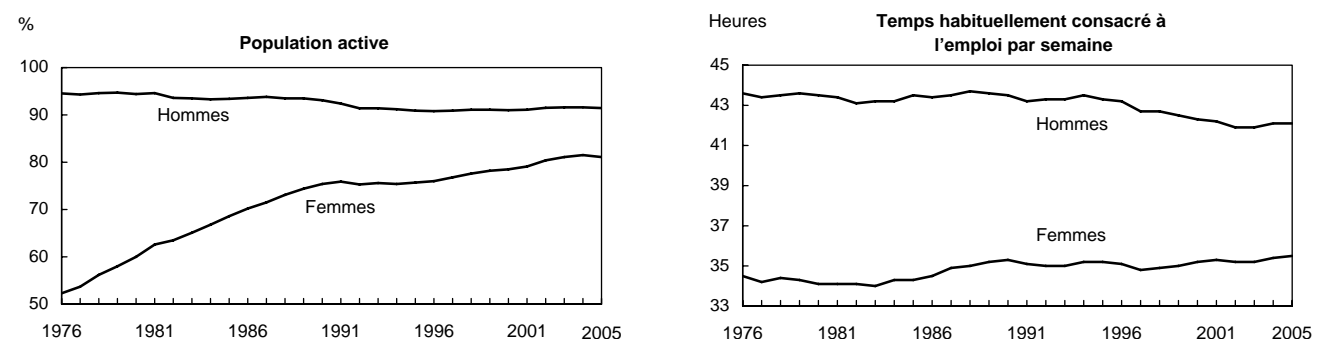 %
Population active
100
90
80
70
60
50
Hommes
Femmes
1976 1981 1986 1991 1996 2001 2005
Heures
Temps habituellement consacré à
l'emploi par semaine
45
43
41
39
37
35
33
Hommes
Femmes
1976 1981 1986 1991 1996 2001 2005